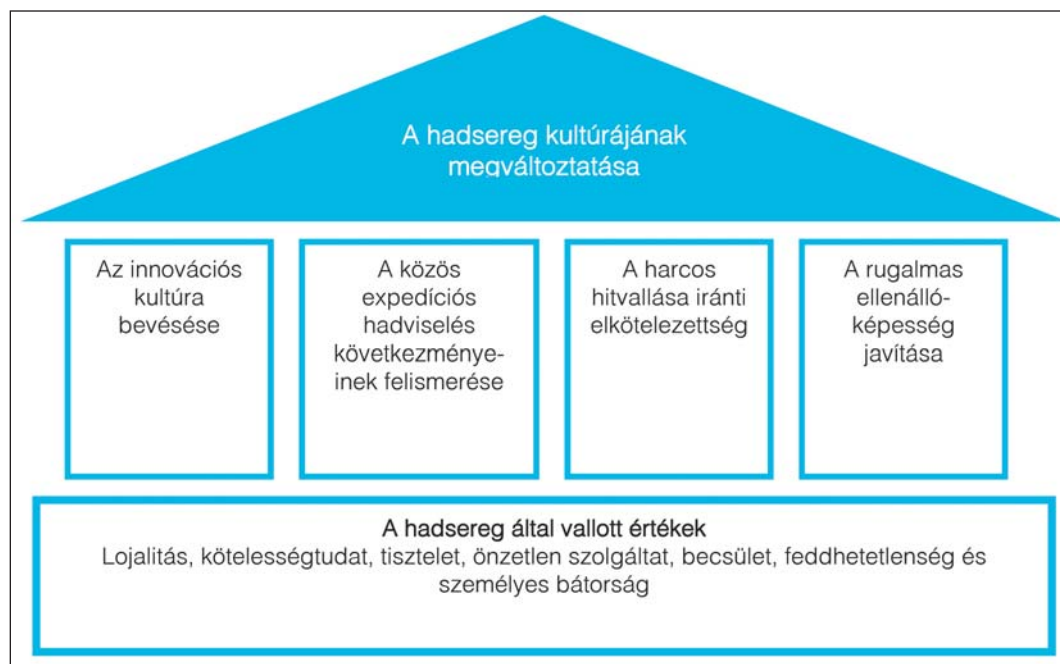 A hadsereg kultúrájának
megváltoztatása
Az innovációs
kultúra
bevésése
A közös
expedíciós
hadviselés
következménye-
inek felismerése
A harcos
hitvallása iránti
elkötelezettség
A rugalmas
ellenálló-
képesség
javítása
A hadsereg által vallott értékek
Lojalitás, kötelességtudat, tisztelet, önzetlen szolgáltat, becsület, feddhetetlenség és
személyes bátorság